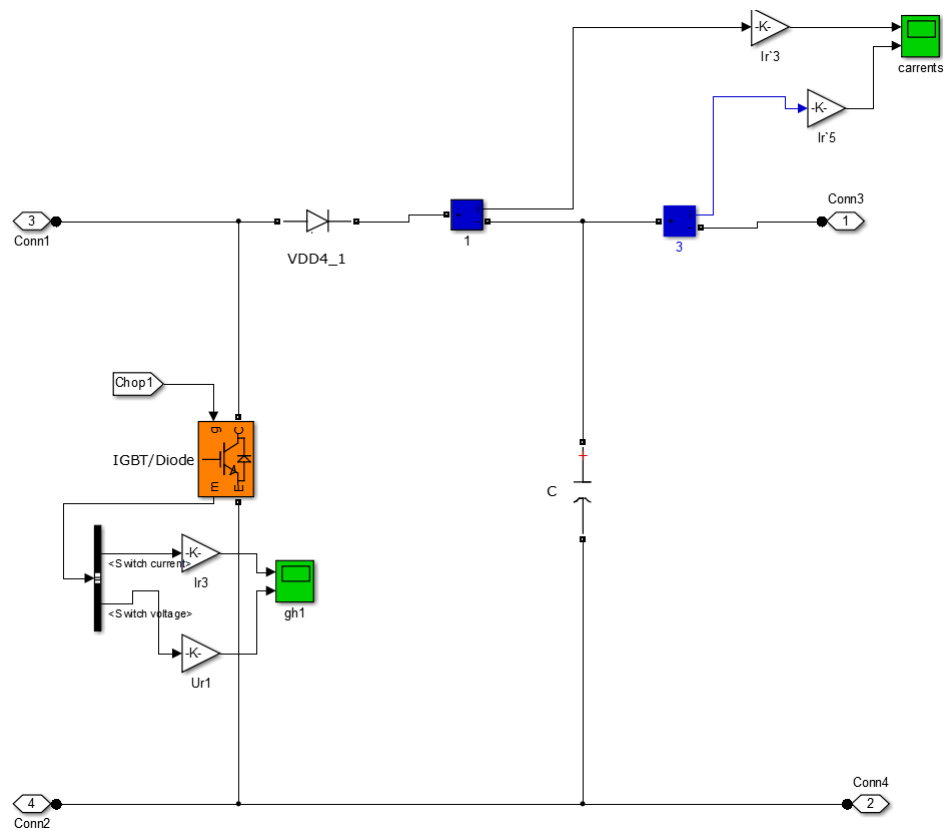 -K-
Ir`3
carrents
-K-
Ir`5
3
Conn1
VDD4_1
1
3
Conn3
1
Chop1
g
C
IGBT/Diode
m
E
C
+
<Switch current>
-K-
Ir3
<Switch voltage>
gh1
-K-
Ur1
4
Conn2
Conn4
2